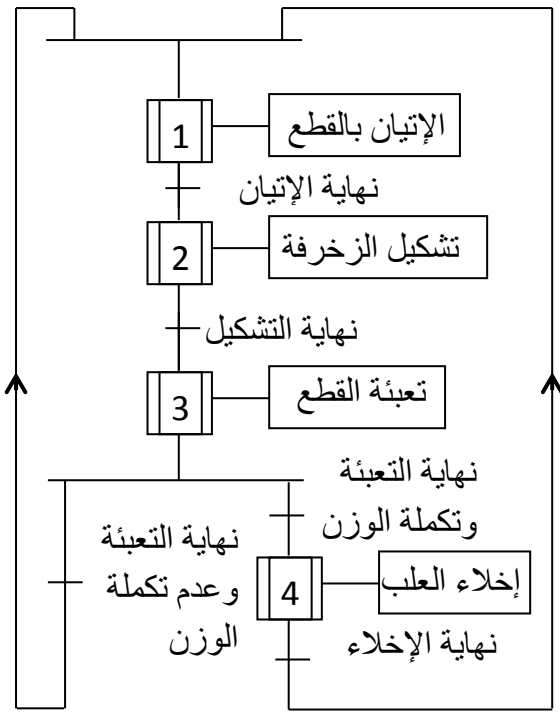 1
الإتيان بالقطع
نهاية الإتيان
2
تشكيل الزخرفة
نهاية التشكيل
3
تعبئة القطع
نهاية التعبئة
وتكملة الوزن
نهاية التعبئة
وعدم تكملة
الوزن
4
إخلاء العلب
نهاية الإخلاء